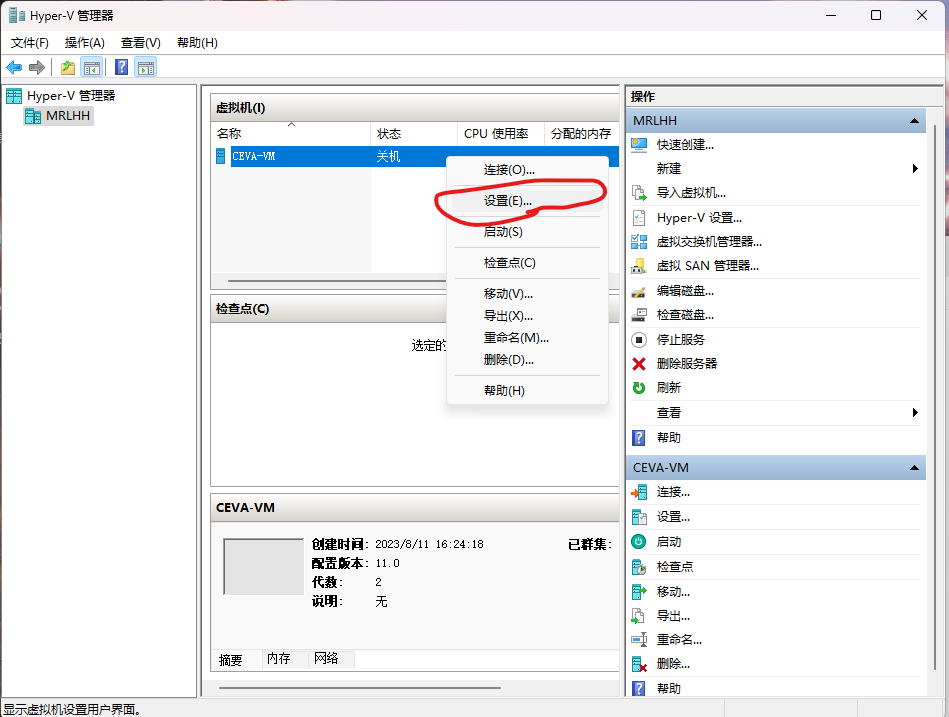 Hyper-V 管理器
文件(F) 操作(A) 查看(V) 帮助(H)
Hyper-V 管理器
MRLHH
虚拟机(I)
名称 状态 CPU 使用率 分配的内存
CEVA-VM 关机
连接(O)...
设置(E)...
启动(S)
检查点(C)
移动(V)...
导出(X)...
重命名(M)...
删除(D)...
帮助(H)
检查点(C)
选定的
CEVA-VM
创建时间: 2023/8/11 16:24:18 已群集:
配置版本: 11.0
代数: 2
说明: 无
摘要 内存 网络
操作
MRLHH
快速创建...
新建
导入虚拟机...
Hyper-V 设置...
虚拟交换机管理器...
虚拟 SAN 管理器...
编辑磁盘...
检查磁盘...
停止服务
删除服务器
刷新
查看
帮助
CEVA-VM
连接...
设置...
启动
检查点
移动...
导出...
重命名...
删除...
帮助
显示虚拟机设置用户界面。